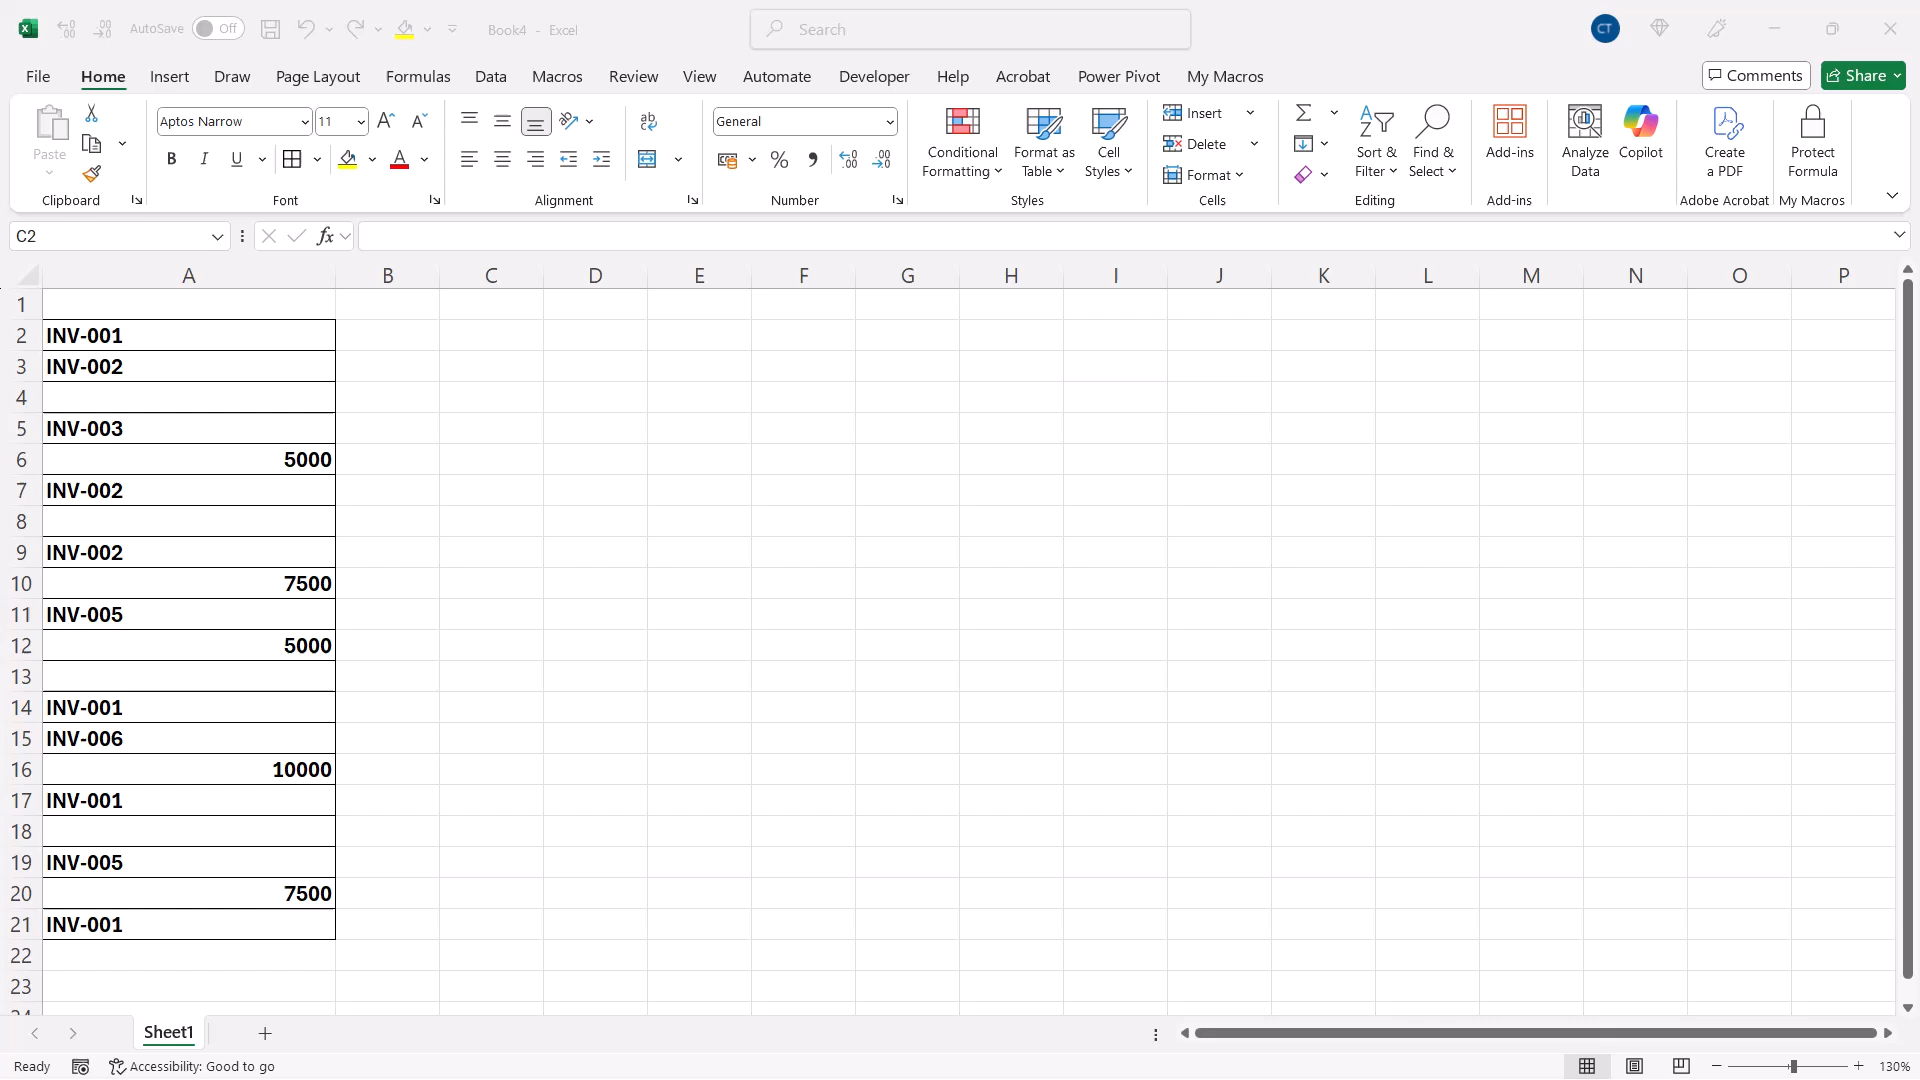 AutoSave Off Book4 - Excel Search CT
File Home Insert Draw Page Layout Formulas Data Macros Review View Automate Developer Help Acrobat Power Pivot My Macros Comments Share
Paste
Clipboard
Aptos Narrow 11
B I U A
Font
ab
Alignment
General
% ,
Number
Conditional Formatting
Format as Table
Cell Styles
Styles
Insert
Delete
Format
Cells
Sort & Filter
Find & Select
Editing
Add-ins
Add-ins
Analyze Data
Copilot
Create a PDF
Adobe Acrobat
Protect Formula
My Macros
C2 fx
A B C D E F G H I J K L M N O P
1
2 INV-001
3 INV-002
4
5 INV-003
6 5000
7 INV-002
8
9 INV-002
10 7500
11 INV-005
12 5000
13
14 INV-001
15 INV-006
16 10000
17 INV-001
18
19 INV-005
20 7500
21 INV-001
22
23
24
Sheet1
Ready Accessibility: Good to go 130%